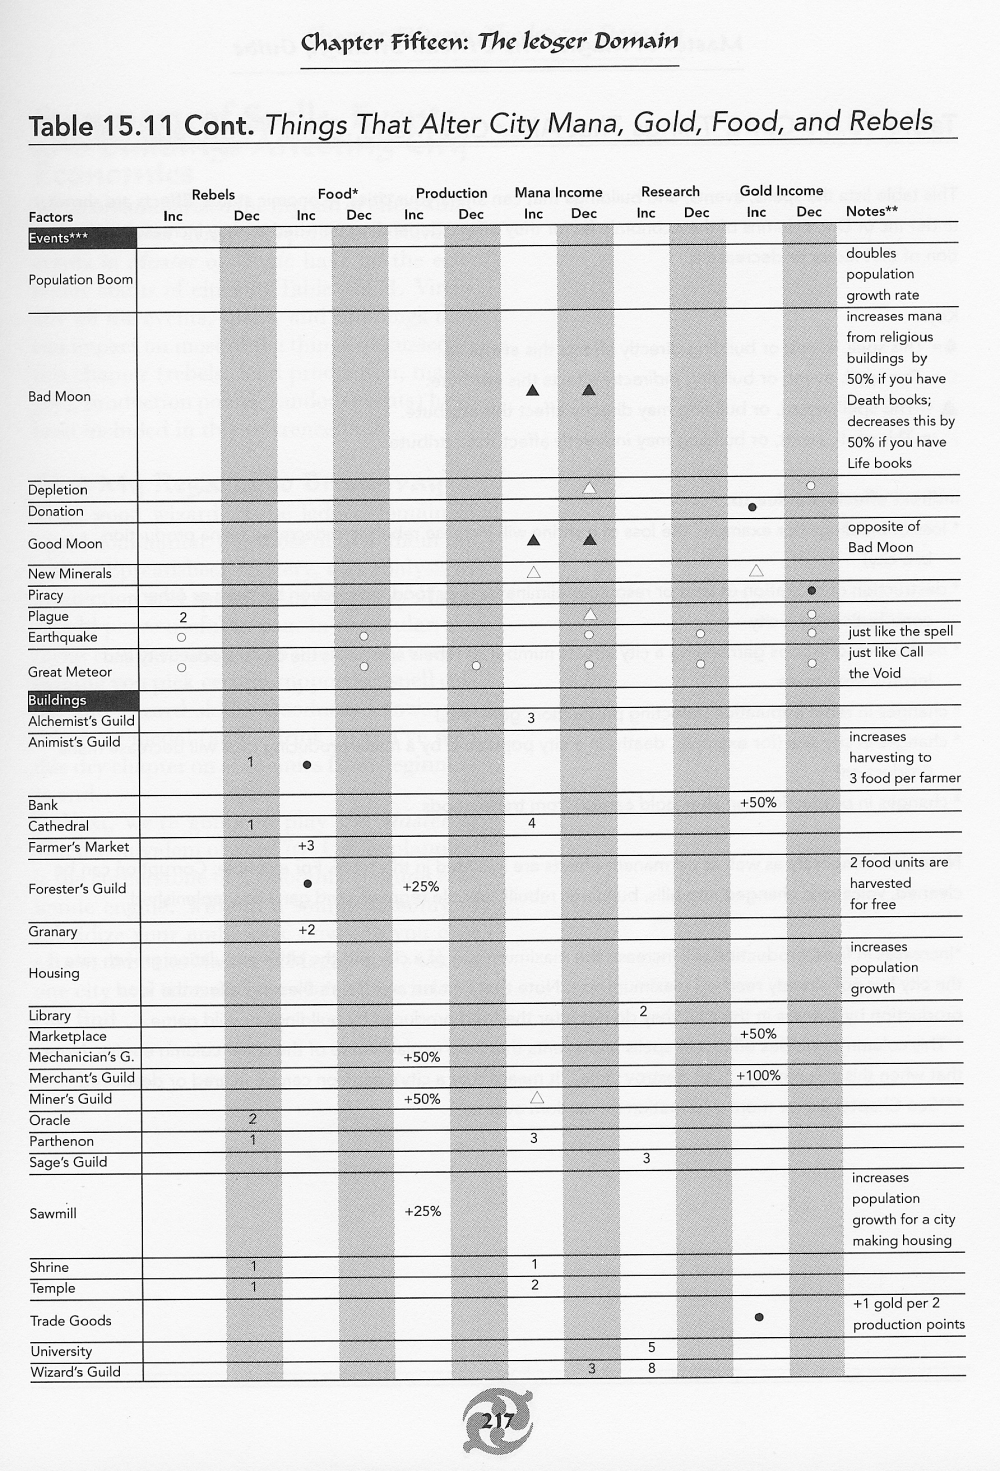 Chapter Fifteen: The ledger Domain
Table 15.11 Cont. Things That Alter City Mana, Gold, Food, and Rebels
Rebels Food* Production Mana Income Research Gold Income
Factors Inc Dec Inc Dec Inc Dec Inc Dec Inc Dec Inc Dec Notes**
Events***
Population Boom doubles
population
growth rate
Bad Moon ▲ ▲ increases mana
from religious
buildings by
50% if you have
Death books;
decreases this by
50% if you have
Life books
Depletion △ ○
Donation ●
Good Moon ▲ ▲ opposite of
Bad Moon
New Minerals △ △
Piracy ●
Plague 2 △ ○
Earthquake ○ ○ ○ ○ ○ just like the spell
Great Meteor ○ ○ ○ ○ ○ ○ just like Call
the Void
Buildings
Alchemist's Guild 3
Animist's Guild 1 ● increases
harvesting to
3 food per farmer
Bank +50%
Cathedral 1 4
Farmer's Market +3
Forester's Guild ● +25% 2 food units are
harvested
for free
Granary +2
Housing increases
population
growth
Library 2
Marketplace +50%
Mechanician's G. +50%
Merchant's Guild +100%
Miner's Guild +50% △
Oracle 2
Parthenon 1 3
Sage's Guild 3
Sawmill +25% increases
population
growth for a city
making housing
Shrine 1 1
Temple 1 2
Trade Goods ● +1 gold per 2
production points
University 5
Wizard's Guild 3 8
217